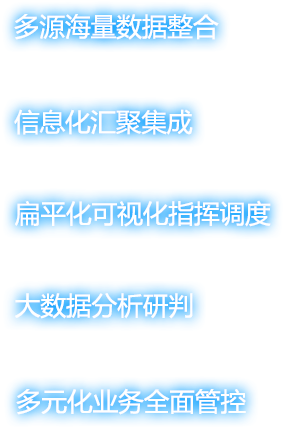 多源海量数据整合
信息化汇聚集成
扁平化可视化指挥调度
大数据分析研判
多元化业务全面管控